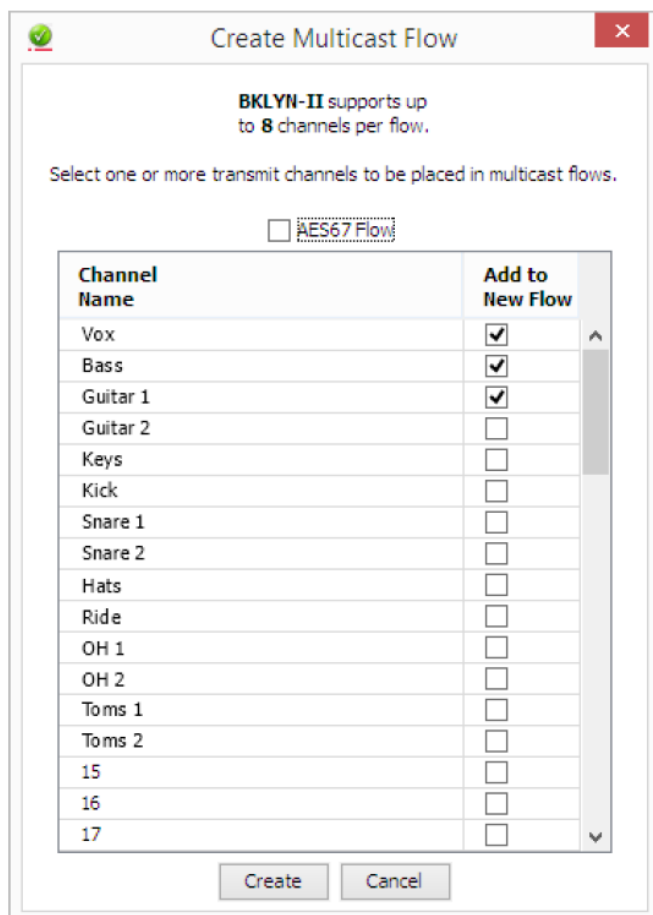 Create Multicast Flow
BKLYN-II supports up
to 8 channels per flow.
Select one or more transmit channels to be placed in multicast flows.
AES67 Flow
Channel Name
Add to New Flow
Vox
Bass
Guitar 1
Guitar 2
Keys
Kick
Snare 1
Snare 2
Hats
Ride
OH 1
OH 2
Toms 1
Toms 2
15
16
17
Create Cancel